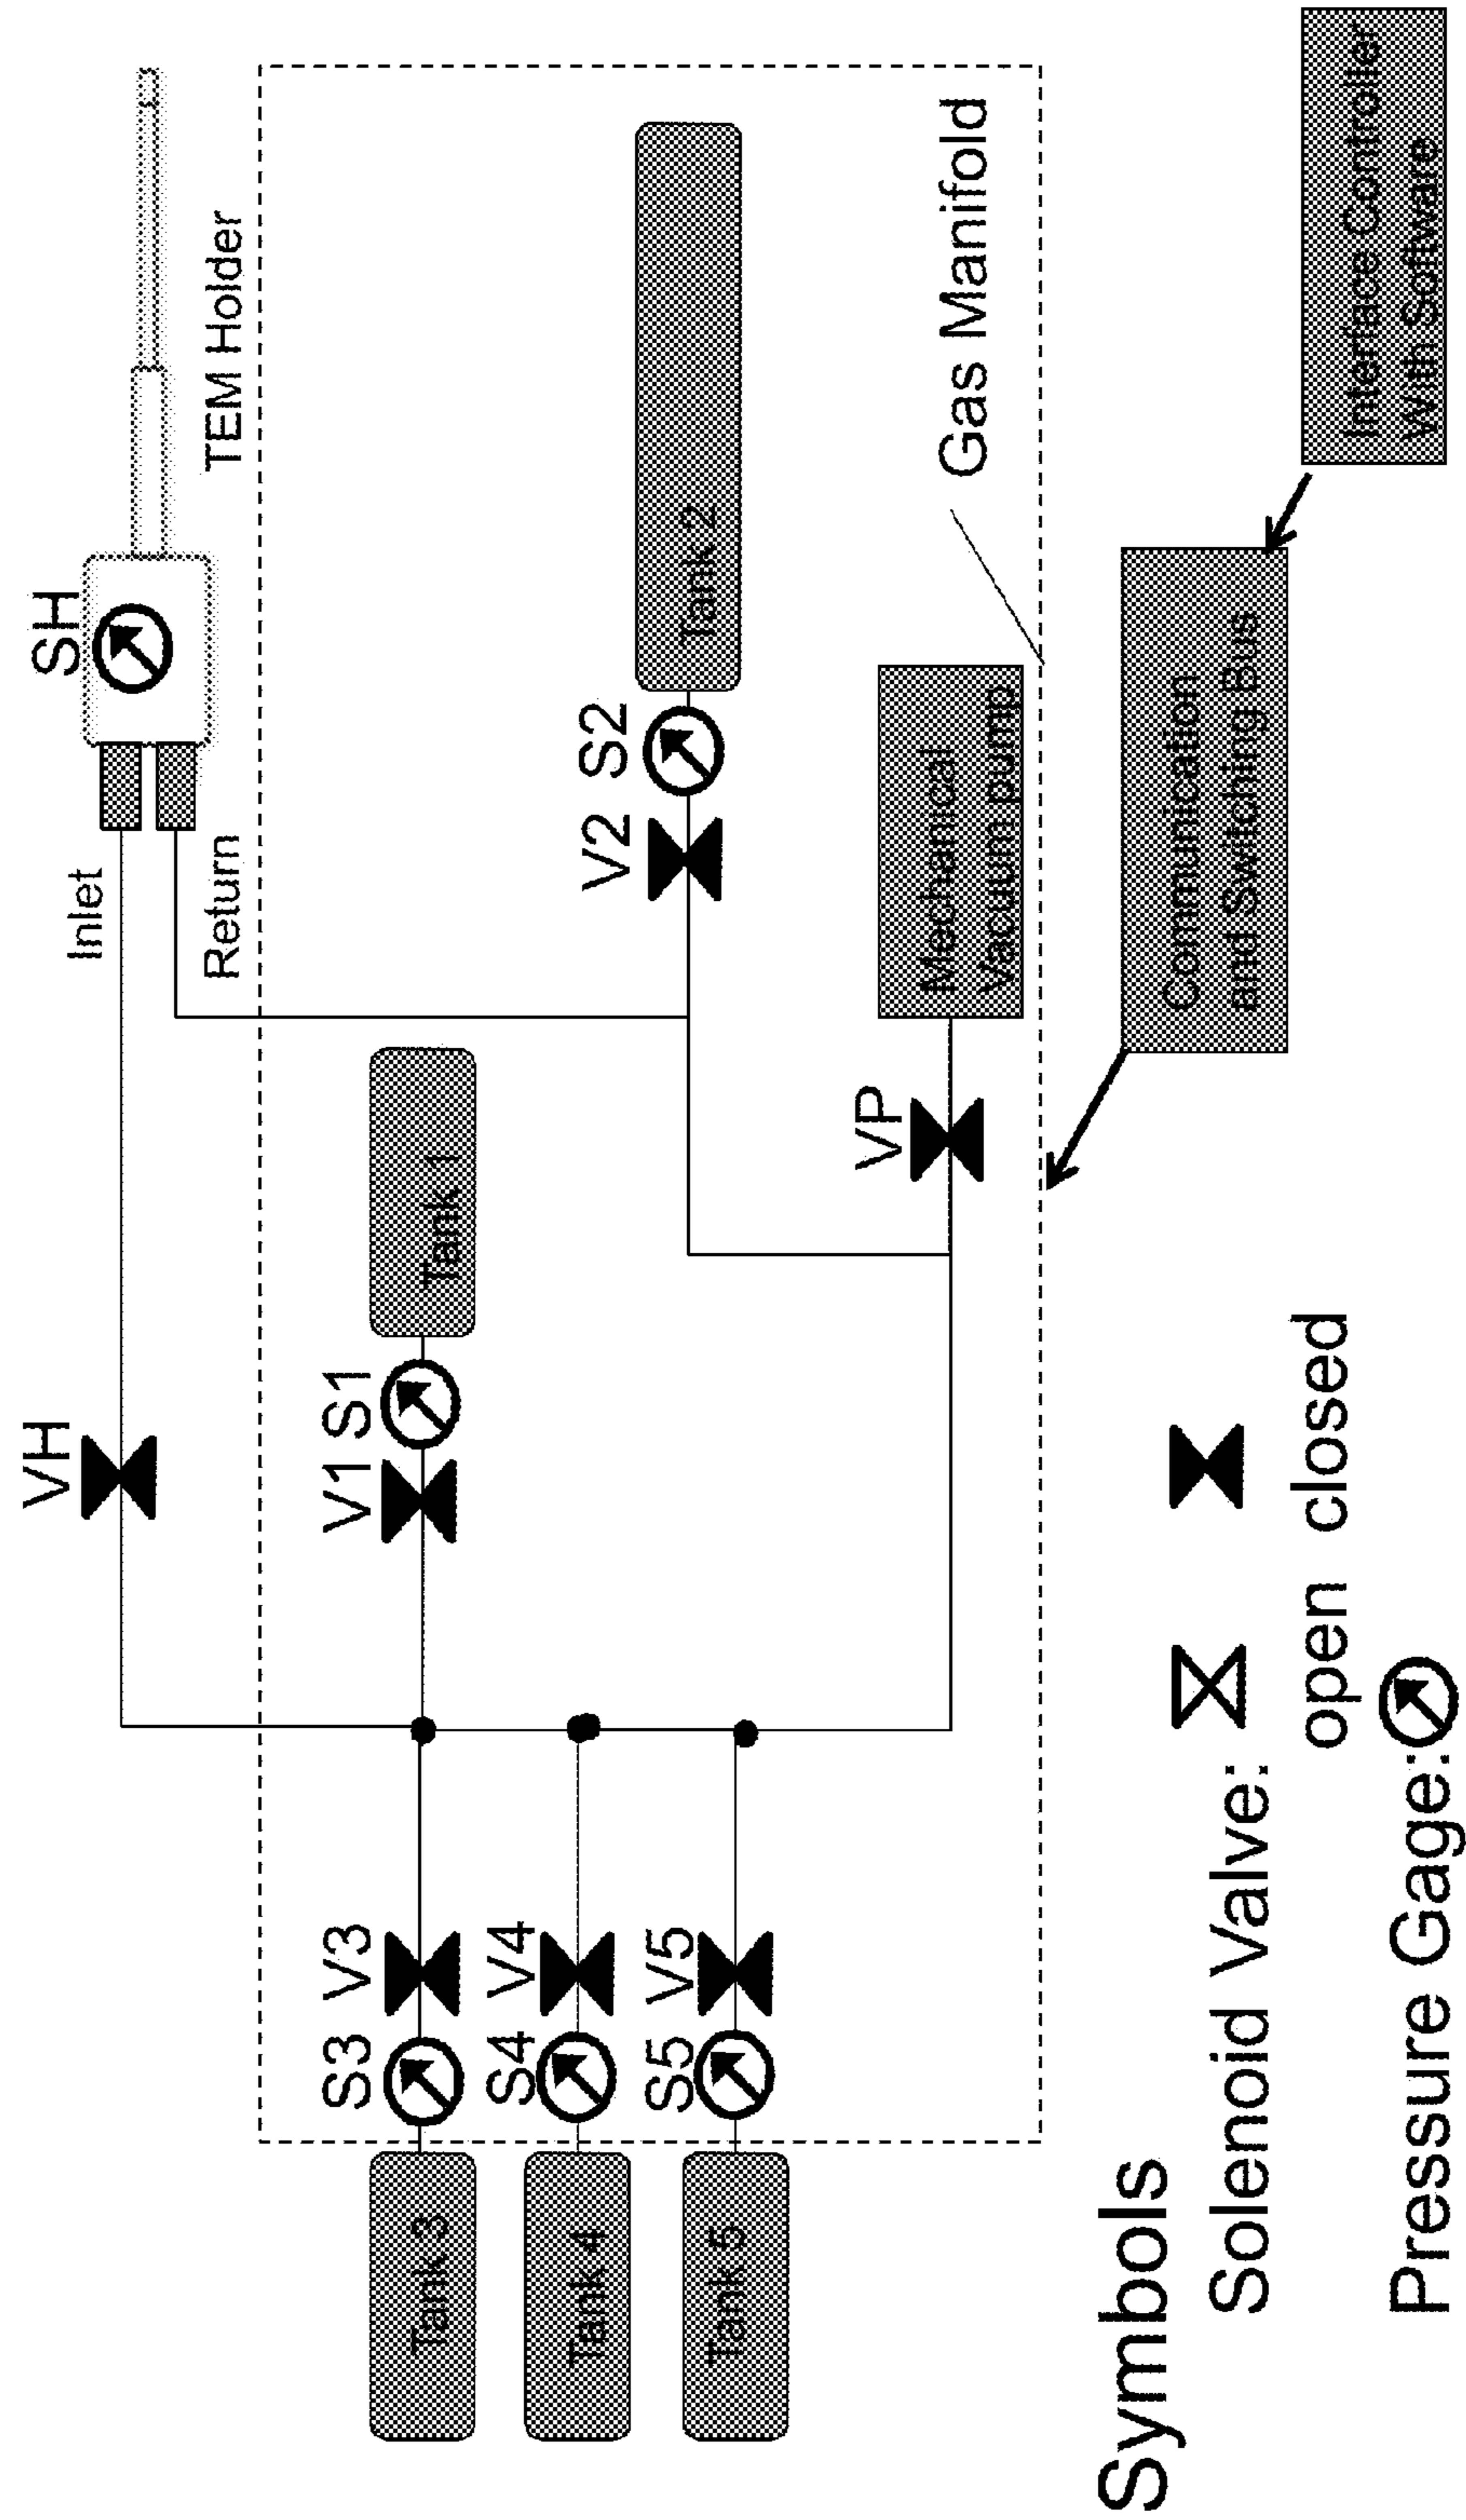 SH
TEM Holder
Inlet
Return
VH
Tank 1
V1 S1
V2 S2
Tank 2
S3 V3
S4 V4
S5 V5
Tank 3
Tank 4
Tank 5
VP
Mechanical
Vacuum pump
Gas Manifold
Communication
and Switching Bus
Interface Controller
With Software
Symbols
Solenoid Valve:
open closed
Pressure Gage: